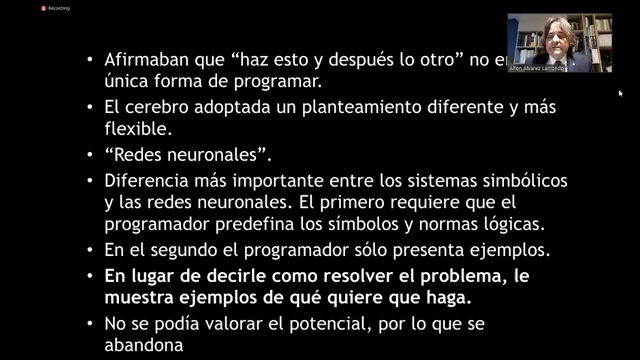 Recording
• Afirmaban que “haz esto y después lo otro” no e
única forma de programar.
• El cerebro adoptada un planteamiento diferente y más
flexible.
• “Redes neuronales”.
• Diferencia más importante entre los sistemas simbólicos
y las redes neuronales. El primero requiere que el
programador predefina los símbolos y normas lógicas.
• En el segundo el programador sólo presenta ejemplos.
• En lugar de decirle como resolver el problema, le
muestra ejemplos de qué quiere que haga.
• No se podía valorar el potencial, por lo que se
abandona